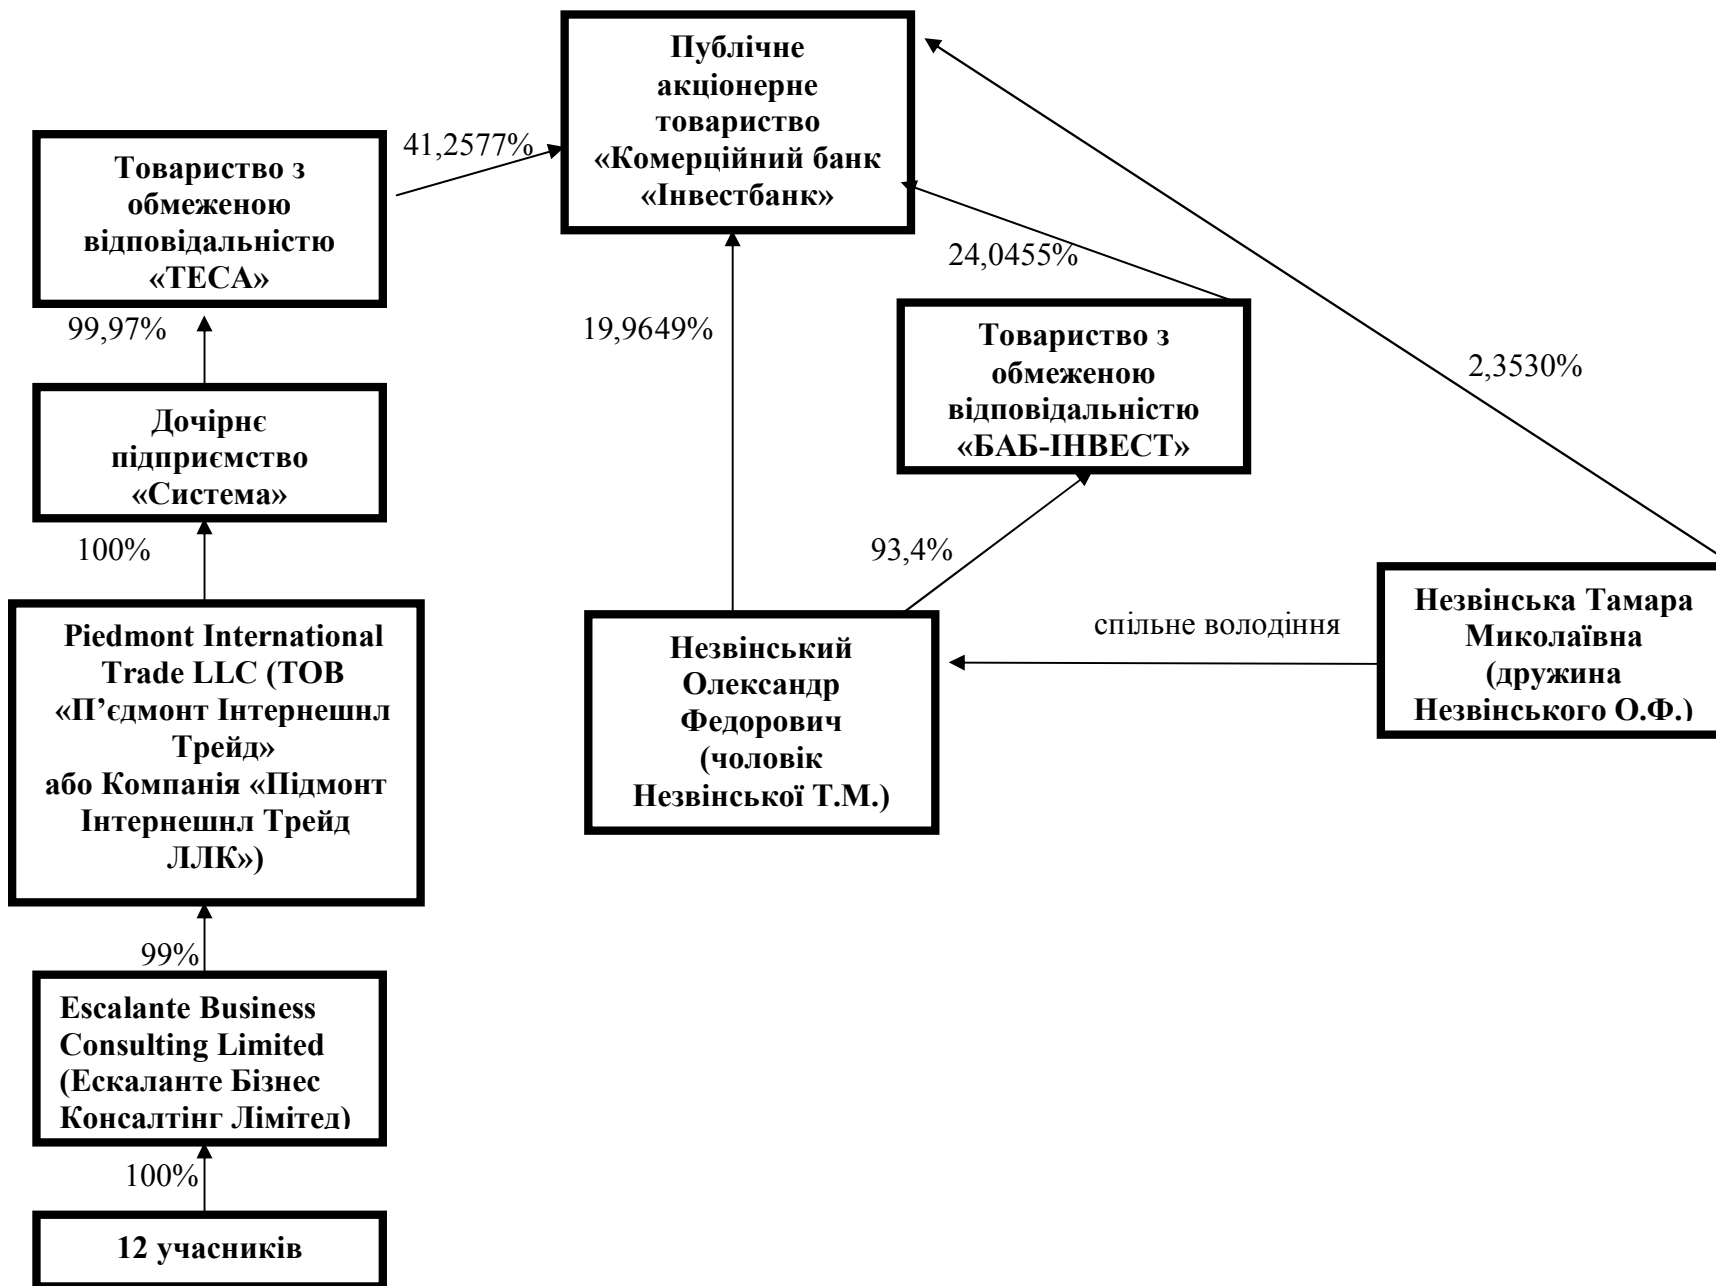 Публічне
акціонерне
товариство
«Комерційний банк
«Інвестбанк»
41,2577%
Товариство з
обмеженою
відповідальністю
«ТЕСА»
24,0455%
19,9649%
99,97%
Товариство з
обмеженою
відповідальністю
«БАБ-ІНВЕСТ»
2,3530%
Дочірнє
підприємство
«Система»
100%
93,4%
Piedmont International
Trade LLC (ТОВ
«П’єдмонт Інтернешнл
Трейд»
або Компанія «Підмонт
Інтернешнл Трейд
ЛЛК»)
Незвінський
Олександр
Федорович
(чоловік
Незвінської Т.М.)
спільне володіння
Незвінська Тамара
Миколаївна
(дружина
Незвінського О.Ф.)
99%
Escalante Business
Consulting Limited
(Ескаланте Бізнес
Консалтінг Лімітед)
100%
12 учасників